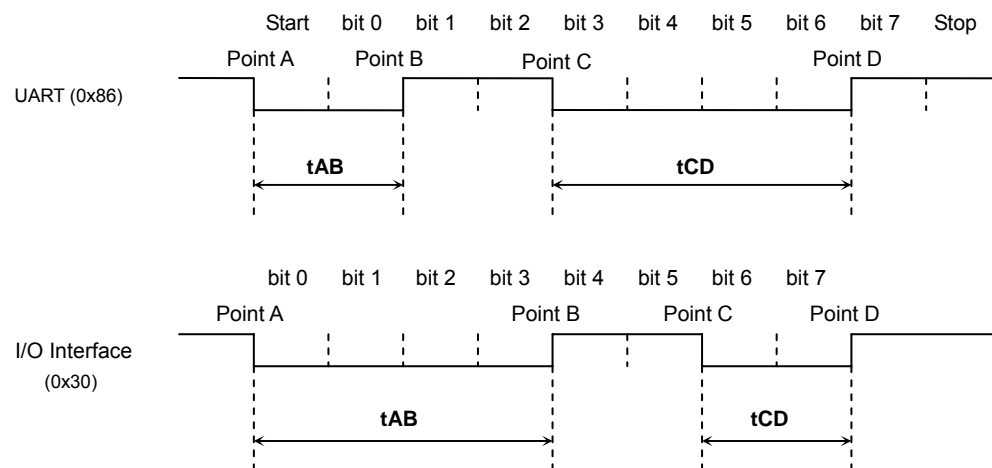 Start bit 0 bit 1 bit 2 bit 3 bit 4 bit 5 bit 6 bit 7 Stop
Point A Point B Point C Point D
UART (0x86)
tAB tCD
bit 0 bit 1 bit 2 bit 3 bit 4 bit 5 bit 6 bit 7
Point A Point B Point C Point D
I/O Interface
(0x30)
tAB tCD